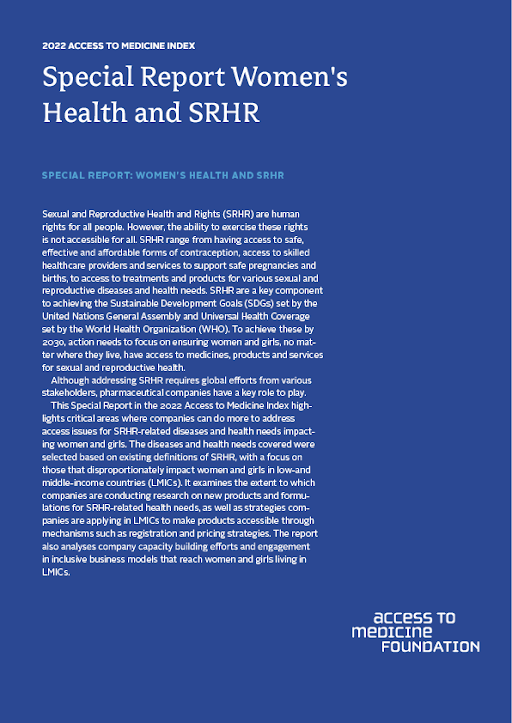 2022 ACCESS TO MEDICINE INDEX
Special Report Women's
Health and SRHR
SPECIAL REPORT: WOMEN'S HEALTH AND SRHR
Sexual and Reproductive Health and Rights (SRHR) are human
rights for all people. However, the ability to exercise these rights
is not accessible for all. SRHR range from having access to safe,
effective and affordable forms of contraception, access to skilled
healthcare providers and services to support safe pregnancies and
births, to access to treatments and products for various sexual and
reproductive diseases and health needs. SRHR are a key component
to achieving the Sustainable Development Goals (SDGs) set by the
United Nations General Assembly and Universal Health Coverage
set by the World Health Organization (WHO). To achieve these by
2030, action needs to focus on ensuring women and girls, no mat-
ter where they live, have access to medicines, products and services
for sexual and reproductive health.
Although addressing SRHR requires global efforts from various
stakeholders, pharmaceutical companies have a key role to play.
This Special Report in the 2022 Access to Medicine Index high-
lights critical areas where companies can do more to address
access issues for SRHR-related diseases and health needs impact-
ing women and girls. The diseases and health needs covered were
selected based on existing definitions of SRHR, with a focus on
those that disproportionately impact women and girls in low-and
middle-income countries (LMICs). It examines the extent to which
companies are conducting research on new products and formu-
lations for SRHR-related health needs, as well as strategies com-
panies are applying in LMICs to make products accessible through
mechanisms such as registration and pricing strategies. The report
also analyses company capacity building efforts and engagement
in inclusive business models that reach women and girls living in
LMICs.
access to
medicine
FOUNDATION